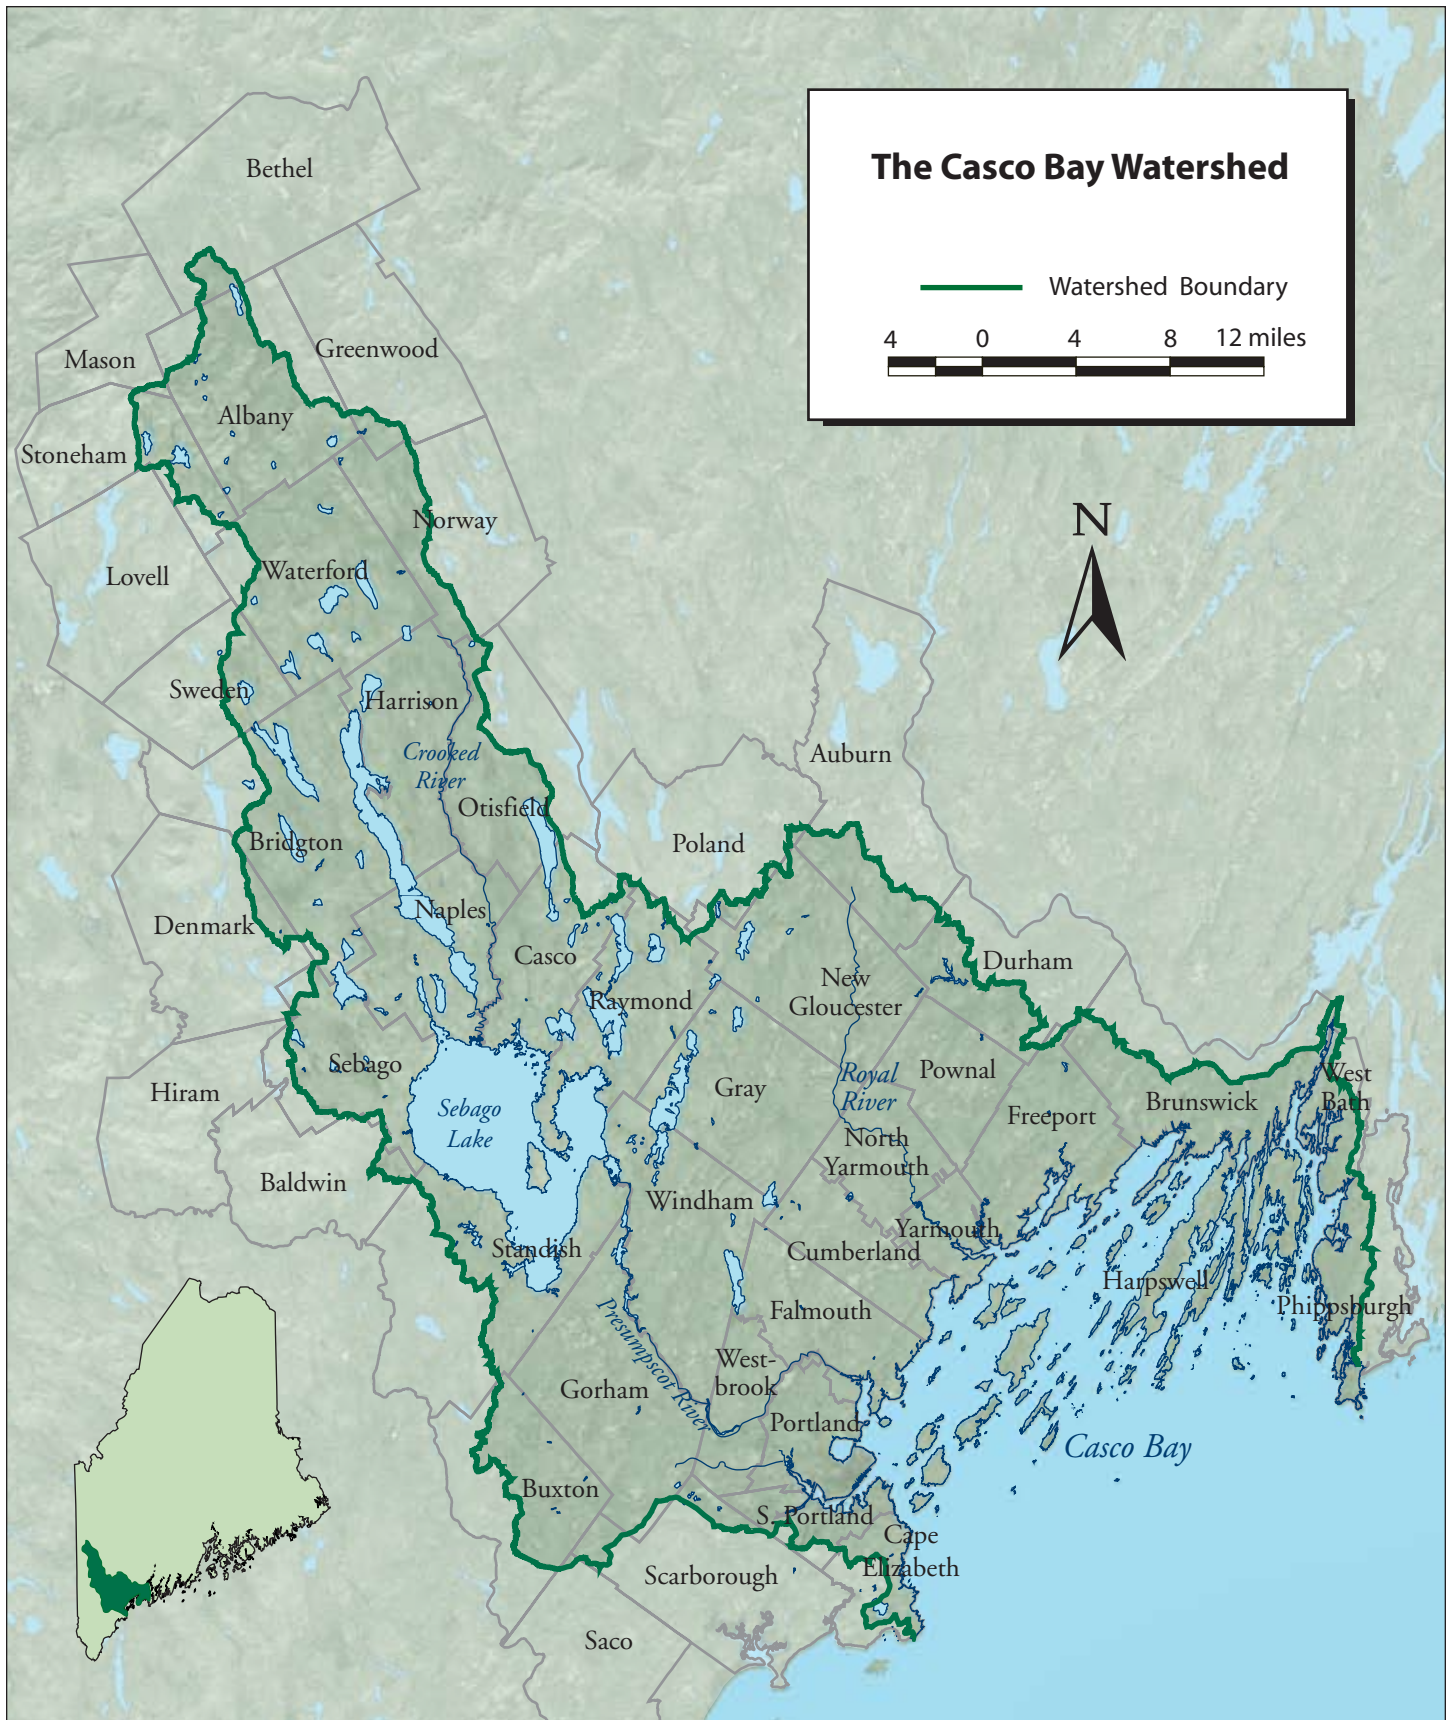 The Casco Bay Watershed
Watershed Boundary
4 0 4 8 12 miles
N
Bethel
Mason
Greenwood
Albany
Stoneham
Norway
Lovell
Waterford
Sweden
Harrison
Crooked
River
Auburn
Otisfield
Bridgton
Poland
Naples
Denmark
Casco
Durham
New
Gloucester
Raymond
Sebago
Hiram
Gray
Royal
River
Pownal
West
Bath
Brunswick
Freeport
Sebago
Lake
North
Yarmouth
Baldwin
Windham
Yarmouth
Standish
Cumberland
Harpswell
Phippsburgh
Falmouth
Presumpscot River
West-
brook
Gorham
Portland
Casco Bay
Buxton
S. Portland
Cape
Elizabeth
Scarborough
Saco